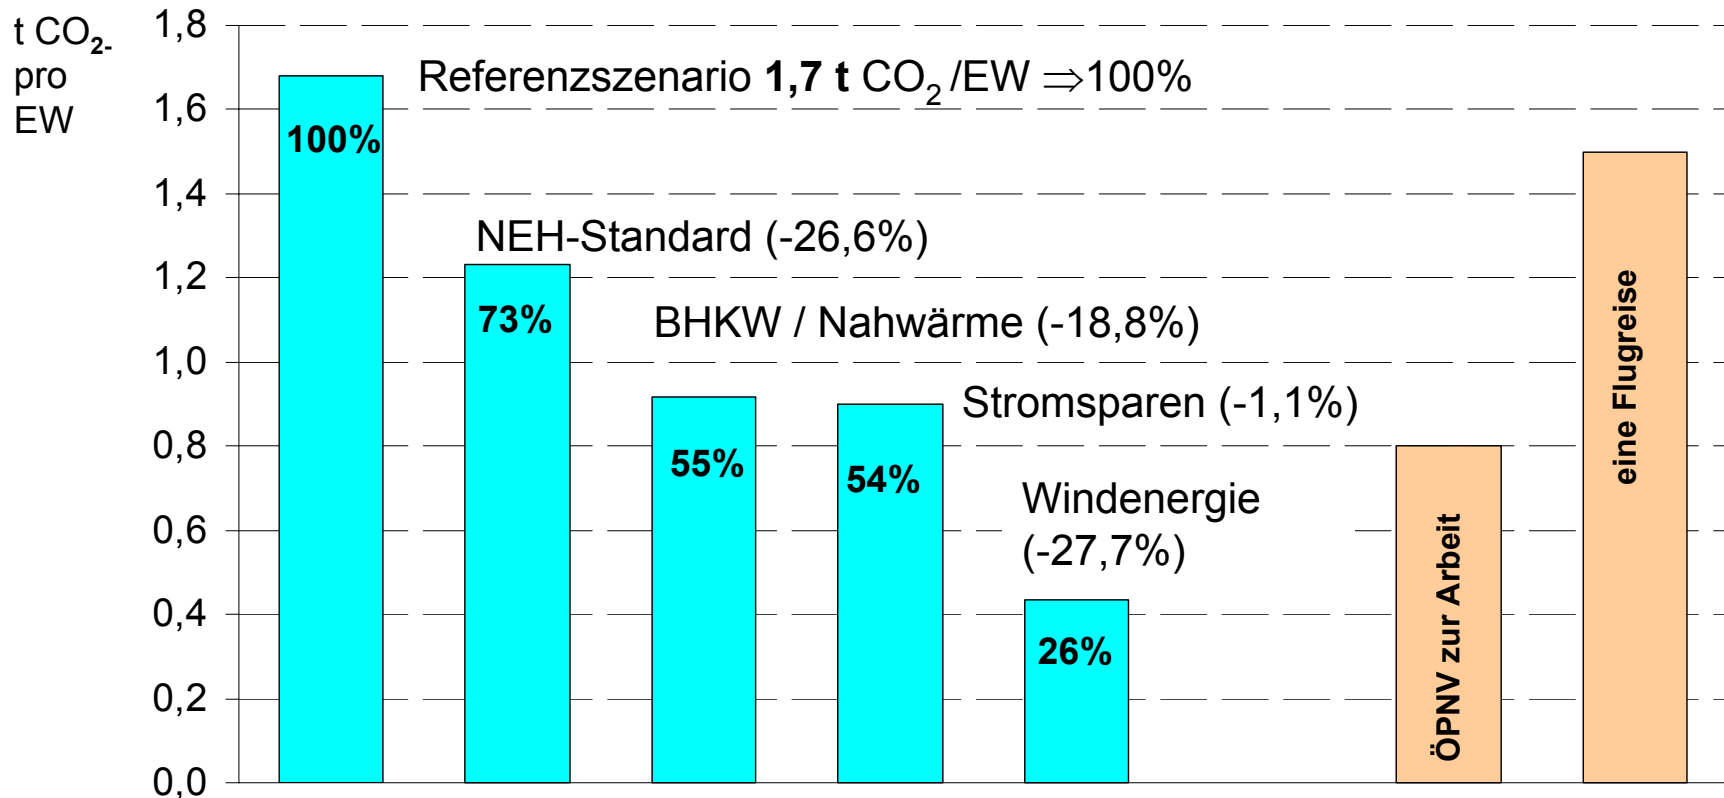 t CO2-
pro
EW
1,8
1,6
1,4
1,2
1,0
0,8
0,6
0,4
0,2
0,0
Referenzszenario 1,7 t CO2 /EW ⇒100%
100%
NEH-Standard (-26,6%)
73%
BHKW / Nahwärme (-18,8%)
55%
Stromsparen (-1,1%)
54%
Windenergie
(-27,7%)
26%
ÖPNV zur Arbeit
eine Flugreise